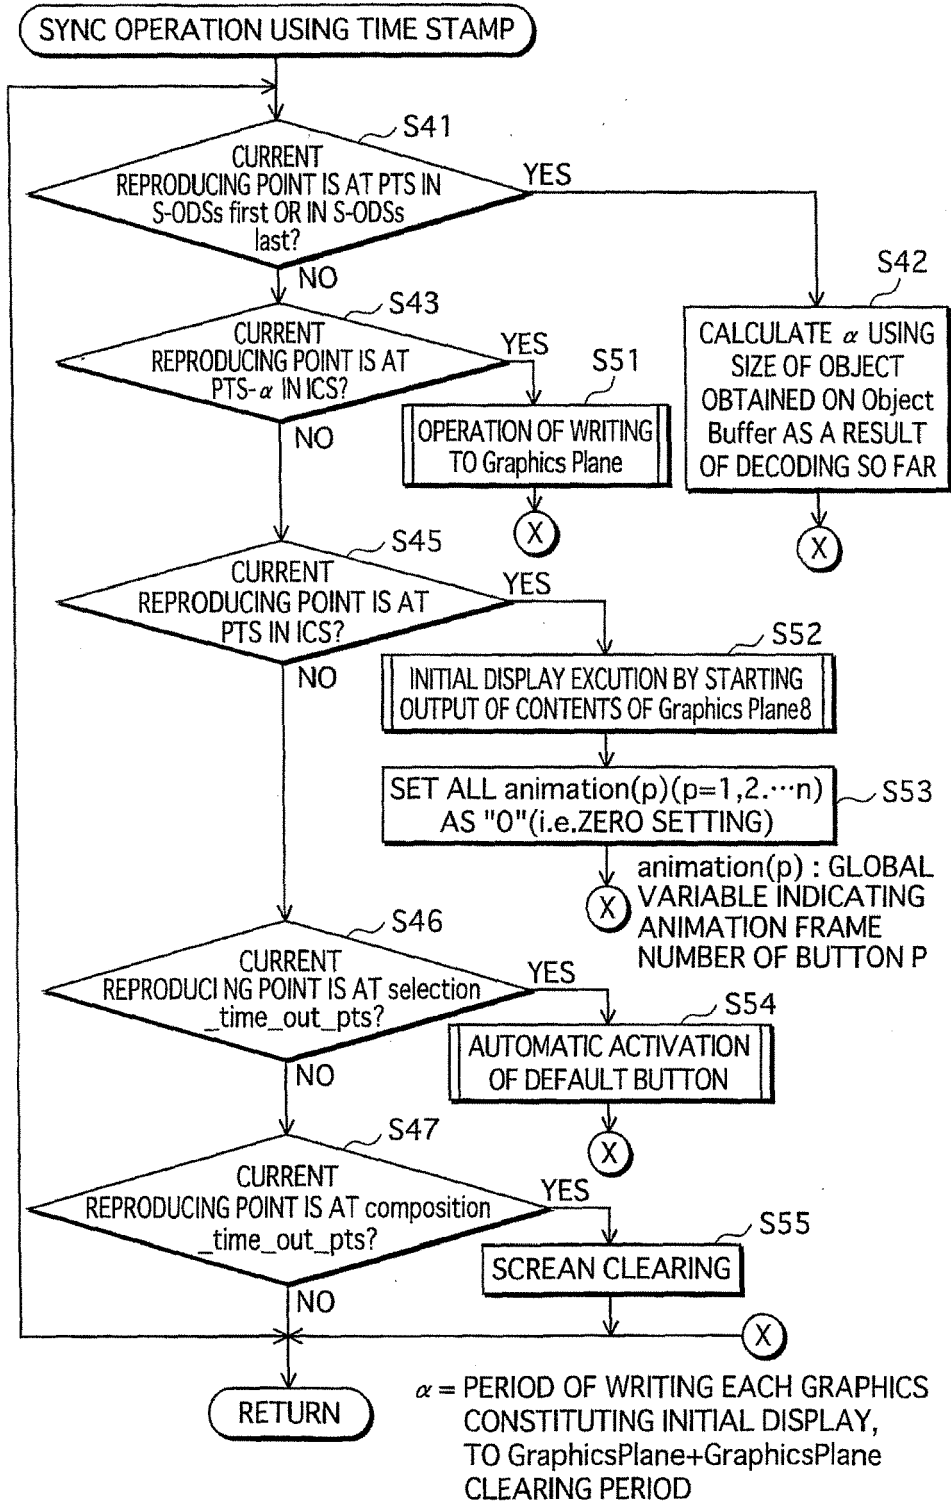 SYNC OPERATION USING TIME STAMP
S41
CURRENT
REPRODUCING POINT IS AT PTS IN
S-ODSs first OR IN S-ODSs
last?
YES
NO
S42
CALCULATE α USING
SIZE OF OBJECT
OBTAINED ON Object
Buffer AS A RESULT
OF DECODING SO FAR
X
S43
CURRENT
REPRODUCING POINT IS AT
PTS-α IN ICS?
YES
NO
S51
OPERATION OF WRITING
TO Graphics Plane
X
S45
CURRENT
REPRODUCING POINT IS AT
PTS IN ICS?
YES
NO
S52
INITIAL DISPLAY EXCUTION BY STARTING
OUTPUT OF CONTENTS OF Graphics Plane8
SET ALL animation(p)(p=1,2.…n)
AS "0"(i.e.ZERO SETTING)
S53
X
animation(p) : GLOBAL
VARIABLE INDICATING
ANIMATION FRAME
NUMBER OF BUTTON P
S46
CURRENT
REPRODUCING POINT IS AT selection
_time_out_pts?
YES
NO
S54
AUTOMATIC ACTIVATION
OF DEFAULT BUTTON
X
S47
CURRENT
REPRODUCING POINT IS AT composition
_time_out_pts?
YES
NO
S55
SCREAN CLEARING
X
RETURN
α = PERIOD OF WRITING EACH GRAPHICS
CONSTITUTING INITIAL DISPLAY,
TO GraphicsPlane+GraphicsPlane
CLEARING PERIOD